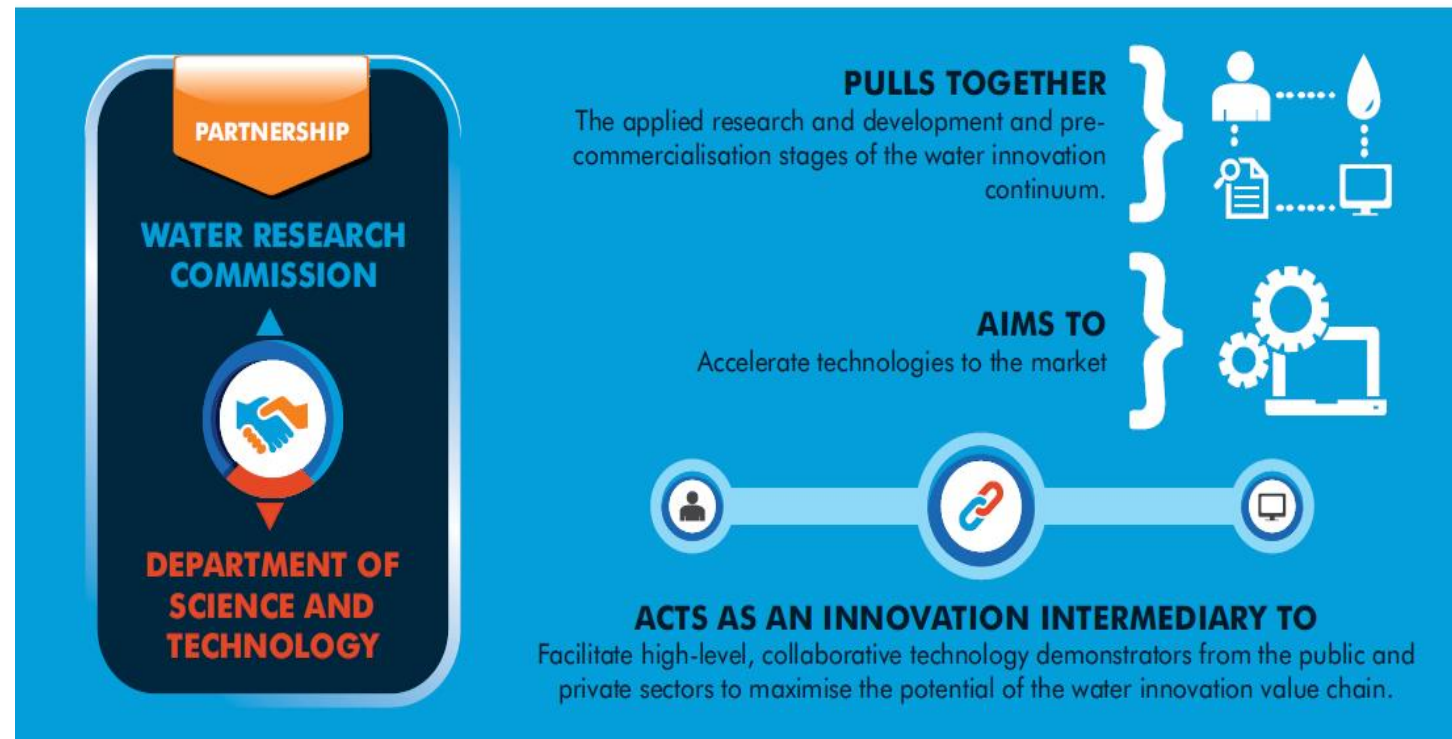 PARTNERSHIP
WATER RESEARCH
COMMISSION
DEPARTMENT OF
SCIENCE AND
TECHNOLOGY
PULLS TOGETHER
The applied research and development and pre-
commercialisation stages of the water innovation
continuum.
AIMS TO
Accelerate technologies to the market
ACTS AS AN INNOVATION INTERMEDIARY TO
Facilitate high-level, collaborative technology demonstrators from the public and
private sectors to maximise the potential of the water innovation value chain.